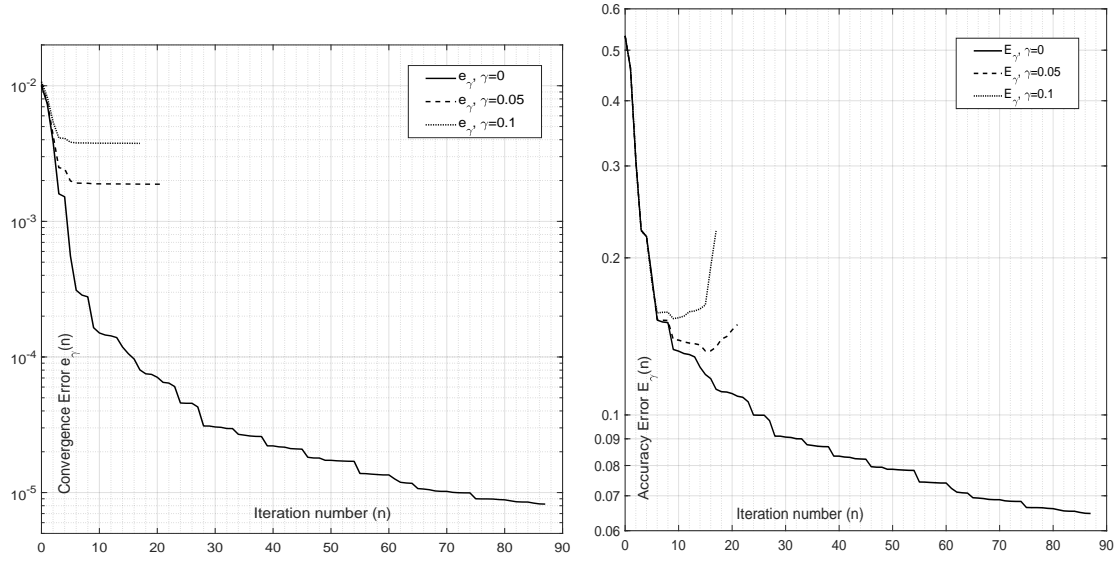 10^-2
10^-3
10^-4
10^-5
Convergence Error e_γ(n)
e_γ, γ=0
e_γ, γ=0.05
e_γ, γ=0.1
Iteration number (n)
0 10 20 30 40 50 60 70 80 90
0.6
0.5
0.4
0.3
0.2
0.1
0.09
0.08
0.07
0.06
Accuracy Error E_γ(n)
E_γ, γ=0
E_γ, γ=0.05
E_γ, γ=0.1
Iteration number (n)
0 10 20 30 40 50 60 70 80 90